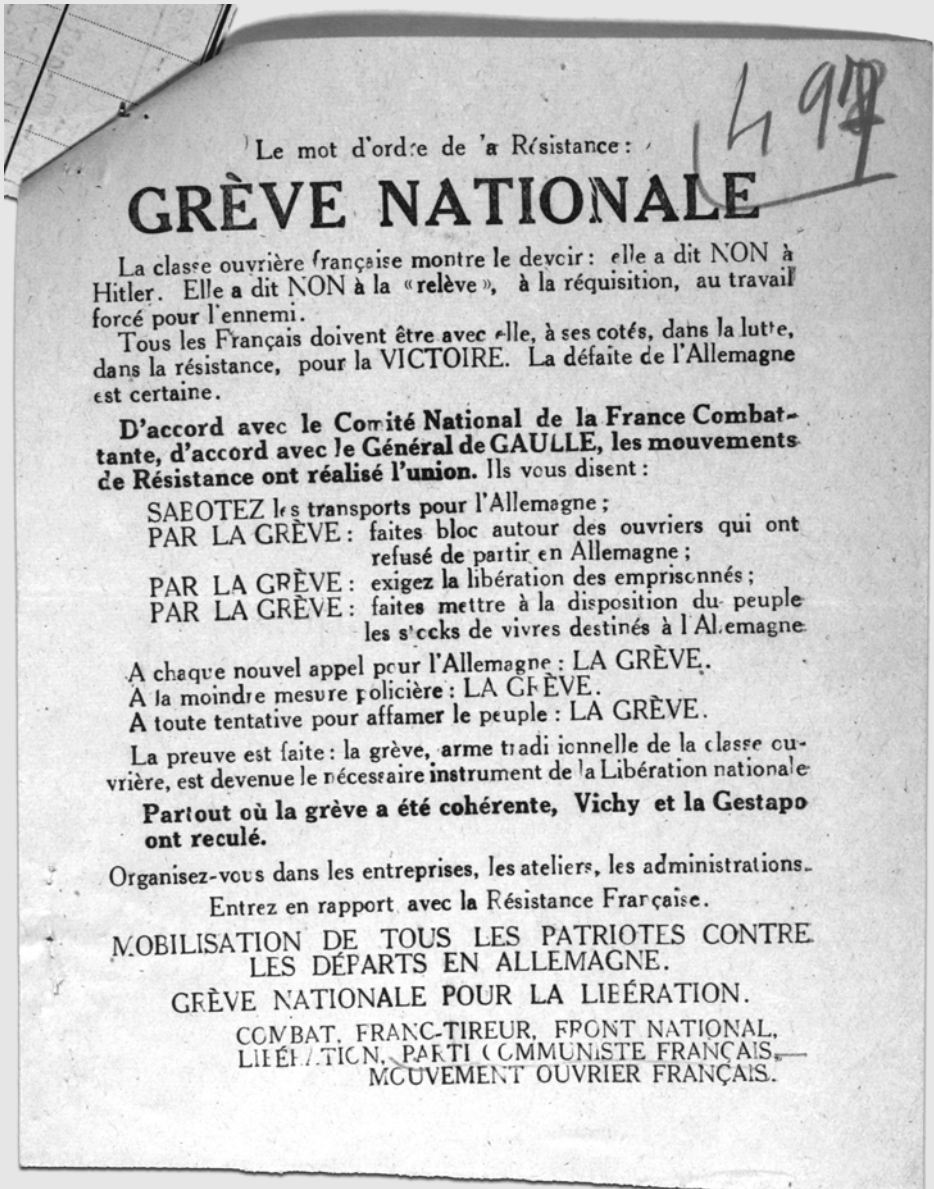 497
Le mot d'ordre de 'a Résistance :
GRÈVE NATIONALE
La classe ouvrière française montre le devoir : elle a dit NON à
Hitler. Elle a dit NON à la « relève », à la réquisition, au travail
forcé pour l'ennemi.
Tous les Français doivent être avec elle, à ses cotés, dans la lutte,
dans la résistance, pour la VICTOIRE. La défaite de l'Allemagne
est certaine.
D'accord avec le Comité National de la France Combat-
tante, d'accord avec le Général de GAULLE, les mouvements
de Résistance ont réalisé l'union. Ils vous disent :
SABOTEZ les transports pour l'Allemagne ;
PAR LA GRÈVE : faites bloc autour des ouvriers qui ont
refusé de partir en Allemagne ;
PAR LA GRÈVE : exigez la libération des emprisonnés ;
PAR LA GRÈVE : faites mettre à la disposition du peuple
les stocks de vivres destinés à l'Allemagne
A chaque nouvel appel pour l'Allemagne : LA GRÈVE.
A la moindre mesure policière : LA GRÈVE.
A toute tentative pour affamer le peuple : LA GRÈVE.
La preuve est faite : la grève, arme traditionnelle de la classe ou-
vrière, est devenue le nécessaire instrument de la Libération nationale
Partout où la grève a été cohérente, Vichy et la Gestapo
ont reculé.
Organisez-vous dans les entreprises, les ateliers, les administrations.
Entrez en rapport avec la Résistance Française.
MOBILISATION DE TOUS LES PATRIOTES CONTRE
LES DÉPARTS EN ALLEMAGNE.
GRÈVE NATIONALE POUR LA LIBÉRATION.
COMBAT, FRANC-TIREUR, FRONT NATIONAL,
LIBÉRATION, PARTI COMMUNISTE FRANÇAIS,
MOUVEMENT OUVRIER FRANÇAIS.